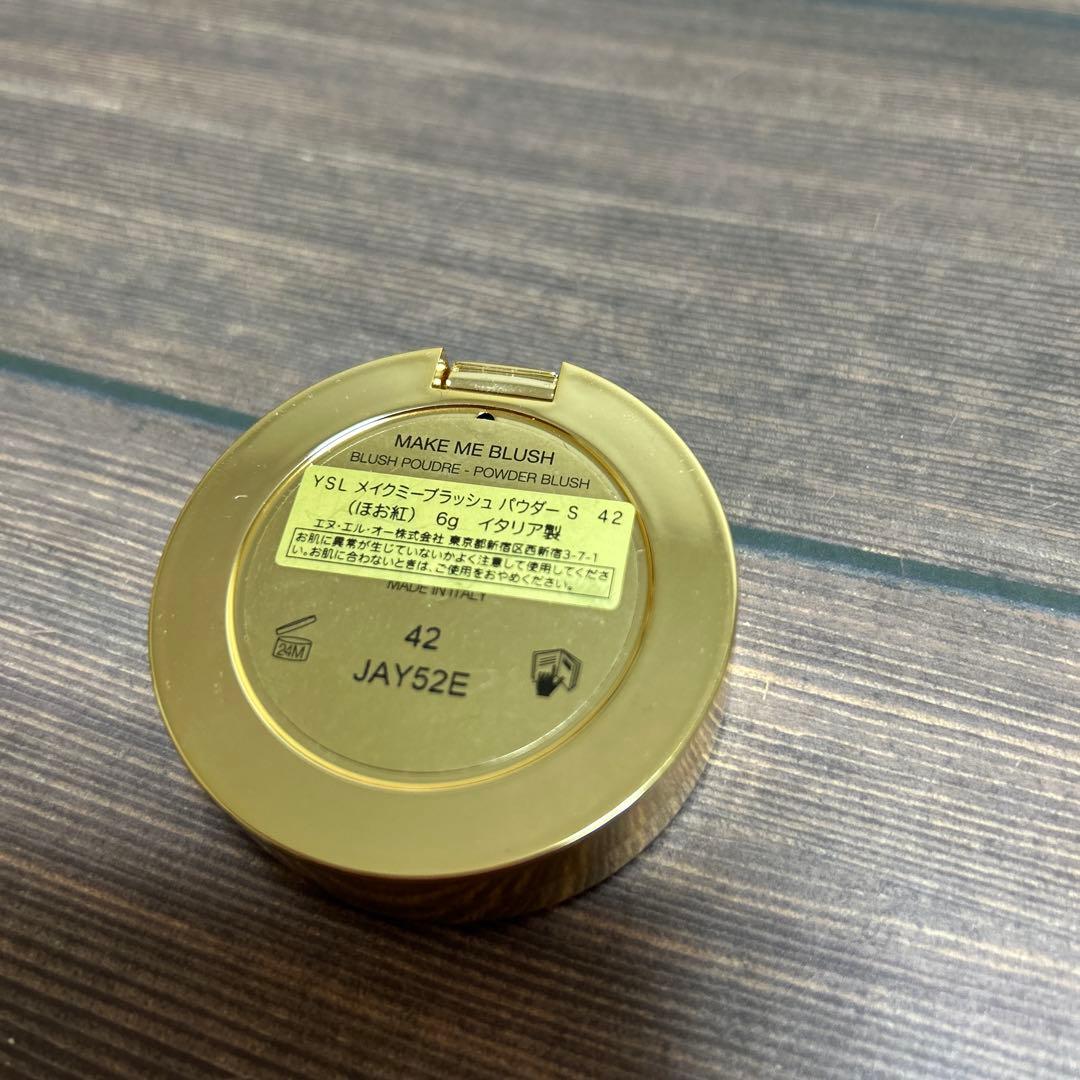 MAKE ME BLUSH
BLUSH POUDRE - POWDER BLUSH
YSL メイクミーブラッシュ パウダー S 42
（ほお紅） 6g イタリア製
エヌ・エル・オー株式会社 東京都新宿区西新宿3-7-1
お肌に異常が生じていないかよく注意して使用してくださ
い。お肌に合わないときは、ご使用をおやめください。
MADE IN ITALY
24M
42
JAY52E